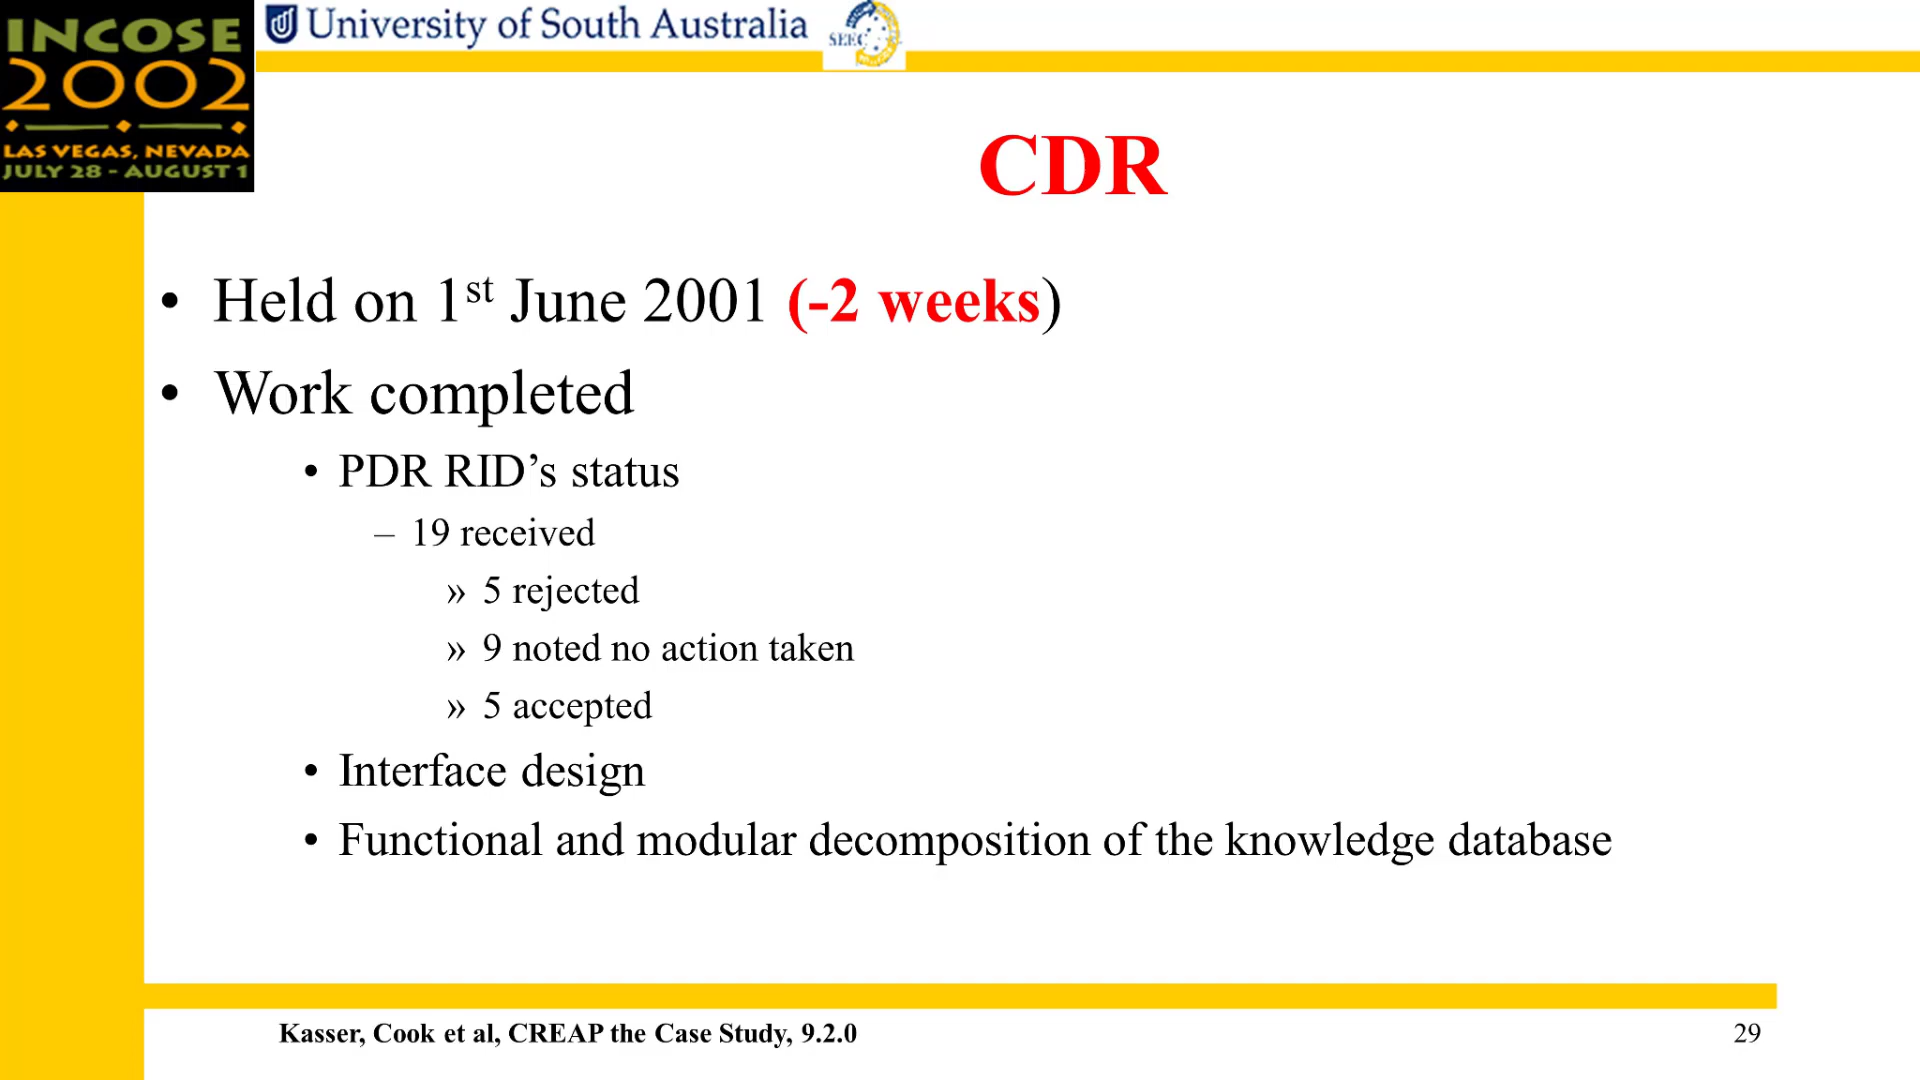 INCOSE
2002
LAS VEGAS, NEVADA
JULY 28 - AUGUST 1
University of South Australia
SEEC
CDR
• Held on 1st June 2001 (-2 weeks)
• Work completed
• PDR RID’s status
– 19 received
» 5 rejected
» 9 noted no action taken
» 5 accepted
• Interface design
• Functional and modular decomposition of the knowledge database
Kasser, Cook et al, CREAP the Case Study, 9.2.0
29